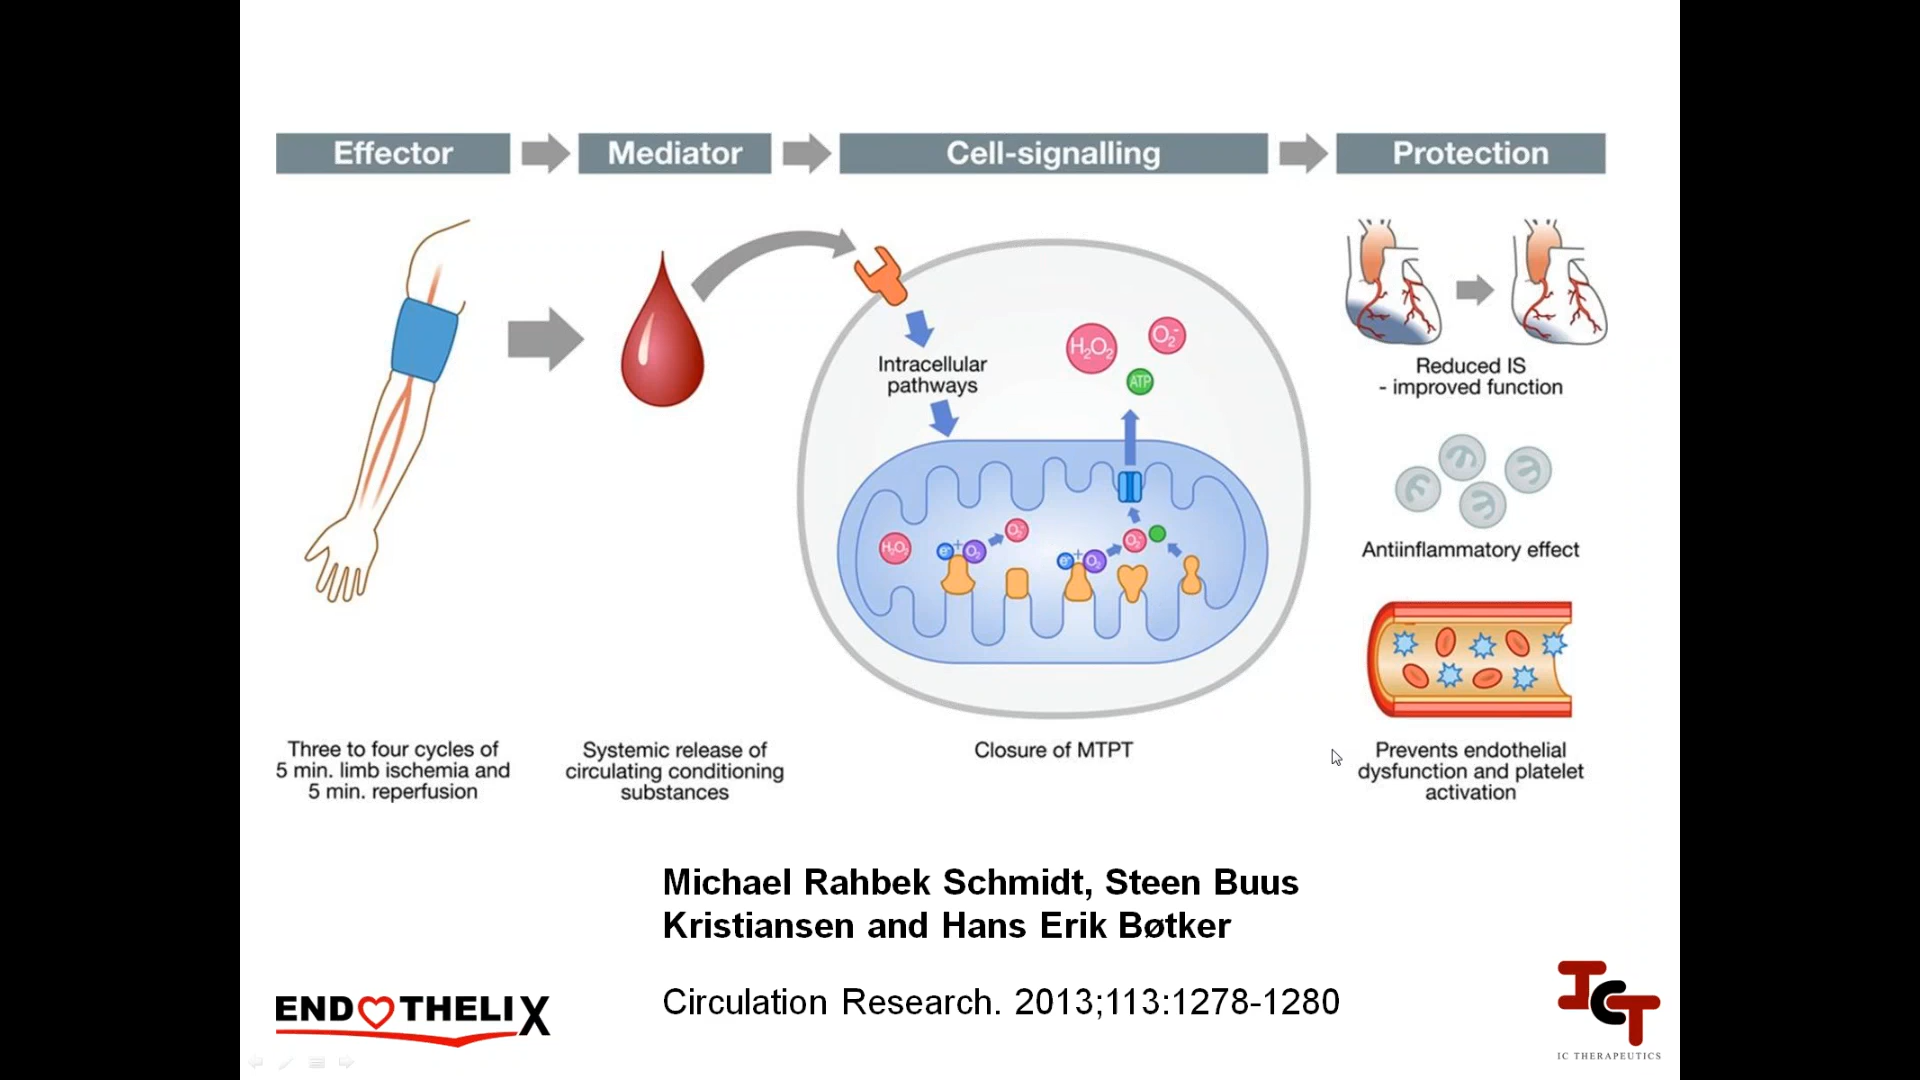 Effector
Mediator
Cell-signalling
Protection
Intracellular
pathways
H₂O₂
O₂⁻
ATP
H₂O₂
e⁻
+
O₂
O₂⁻
e⁻
+
O₂
O₂⁻
Reduced IS
- improved function
Antiinflammatory effect
Three to four cycles of
5 min. limb ischemia and
5 min. reperfusion
Systemic release of
circulating conditioning
substances
Closure of MTPT
Prevents endothelial
dysfunction and platelet
activation
Michael Rahbek Schmidt, Steen Buus
Kristiansen and Hans Erik Bøtker
Circulation Research. 2013;113:1278-1280
END♡THELIX
ICT
IC THERAPEUTICS